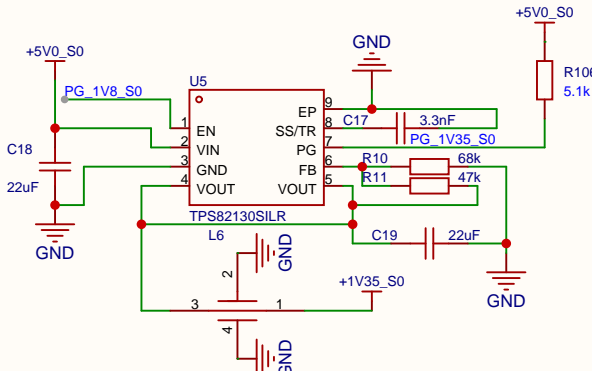 +5V0_S0
GND
+5V0_S0
PG_1V8_S0
U5
R106
5.1k
EP
9
C17
3.3nF
1
EN
SS/TR
8
PG_1V35_S0
C18
2
VIN
PG
7
3
GND
FB
6
R10
68k
22uF
4
VOUT
VOUT
5
R11
47k
TPS82130SILR
GND
L6
C19
22uF
2
GND
+1V35_S0
GND
3
1
4
GND